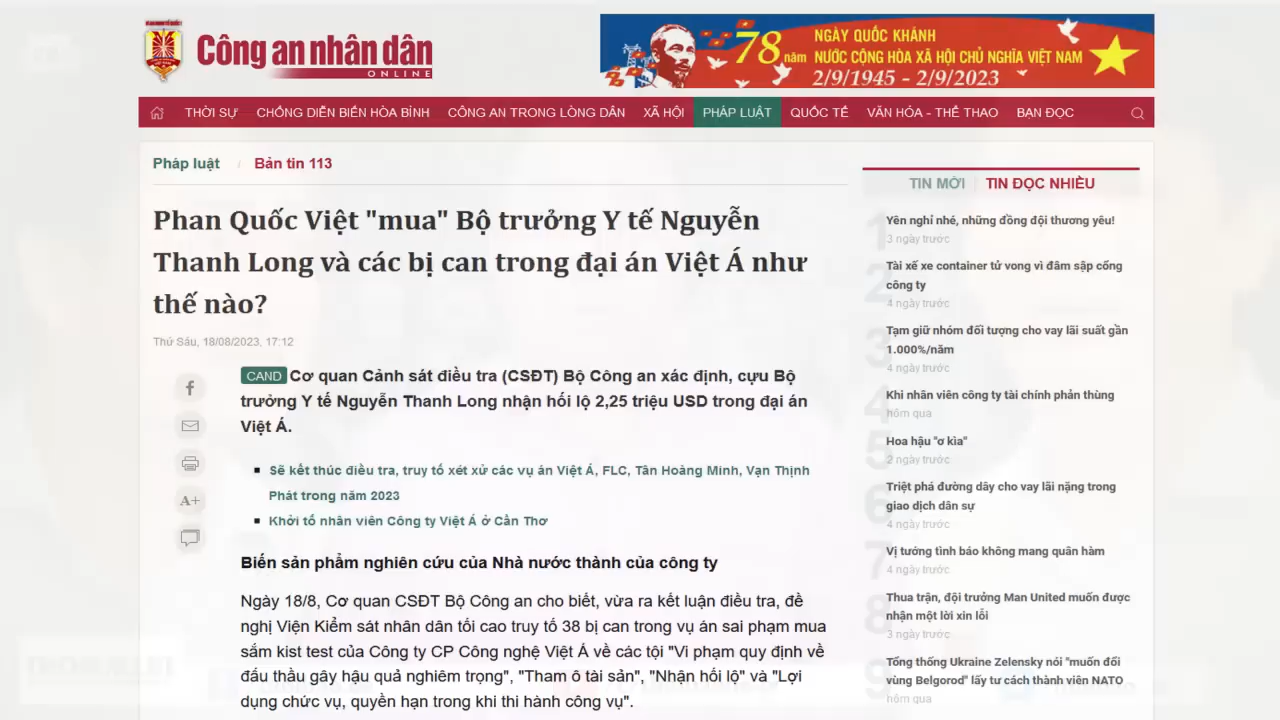 Công an nhân dân
ONLINE
78 năm
NGÀY QUỐC KHÁNH
NƯỚC CỘNG HÒA XÃ HỘI CHỦ NGHĨA VIỆT NAM
2/9/1945 - 2/9/2023
THỜI SỰ CHỐNG DIỄN BIẾN HÒA BÌNH CÔNG AN TRONG LÒNG DÂN XÃ HỘI PHÁP LUẬT QUỐC TẾ VĂN HÓA - THỂ THAO BẠN ĐỌC
Pháp luật / Bản tin 113
Phan Quốc Việt "mua" Bộ trưởng Y tế Nguyễn
Thanh Long và các bị can trong đại án Việt Á như
thế nào?
Thứ Sáu, 18/08/2023, 17:12
CAND Cơ quan Cảnh sát điều tra (CSĐT) Bộ Công an xác định, cựu Bộ
trưởng Y tế Nguyễn Thanh Long nhận hối lộ 2,25 triệu USD trong đại án
Việt Á.
Sẽ kết thúc điều tra, truy tố xét xử các vụ án Việt Á, FLC, Tân Hoàng Minh, Vạn Thịnh
Phát trong năm 2023
Khởi tố nhân viên Công ty Việt Á ở Cần Thơ
A+
Biến sản phẩm nghiên cứu của Nhà nước thành của công ty
Ngày 18/8, Cơ quan CSĐT Bộ Công an cho biết, vừa ra kết luận điều tra, đề
nghị Viện Kiểm sát nhân dân tối cao truy tố 38 bị can trong vụ án sai phạm mua
sắm kist test của Công ty CP Công nghệ Việt Á về các tội "Vi phạm quy định về
đấu thầu gây hậu quả nghiêm trọng", "Tham ô tài sản", "Nhận hối lộ" và "Lợi
dụng chức vụ, quyền hạn trong khi thi hành công vụ".
TIN MỚI TIN ĐỌC NHIỀU
1 Yên nghỉ nhé, những đồng đội thương yêu!
3 ngày trước
2 Tài xế xe container tử vong vì đâm sập cổng
công ty
4 ngày trước
3 Tạm giữ nhóm đối tượng cho vay lãi suất gần
1.000%/năm
4 ngày trước
4 Khi nhân viên công ty tài chính phản thùng
hôm qua
5 Hoa hậu "ơ kìa"
2 ngày trước
6 Triệt phá đường dây cho vay lãi nặng trong
giao dịch dân sự
4 ngày trước
7 Vị tướng tình báo không mang quân hàm
4 ngày trước
8 Thua trận, đội trưởng Man United muốn được
nhận một lời xin lỗi
3 ngày trước
9 Tổng thống Ukraine Zelensky nói "muốn đổi
vùng Belgorod" lấy tư cách thành viên NATO
hôm qua